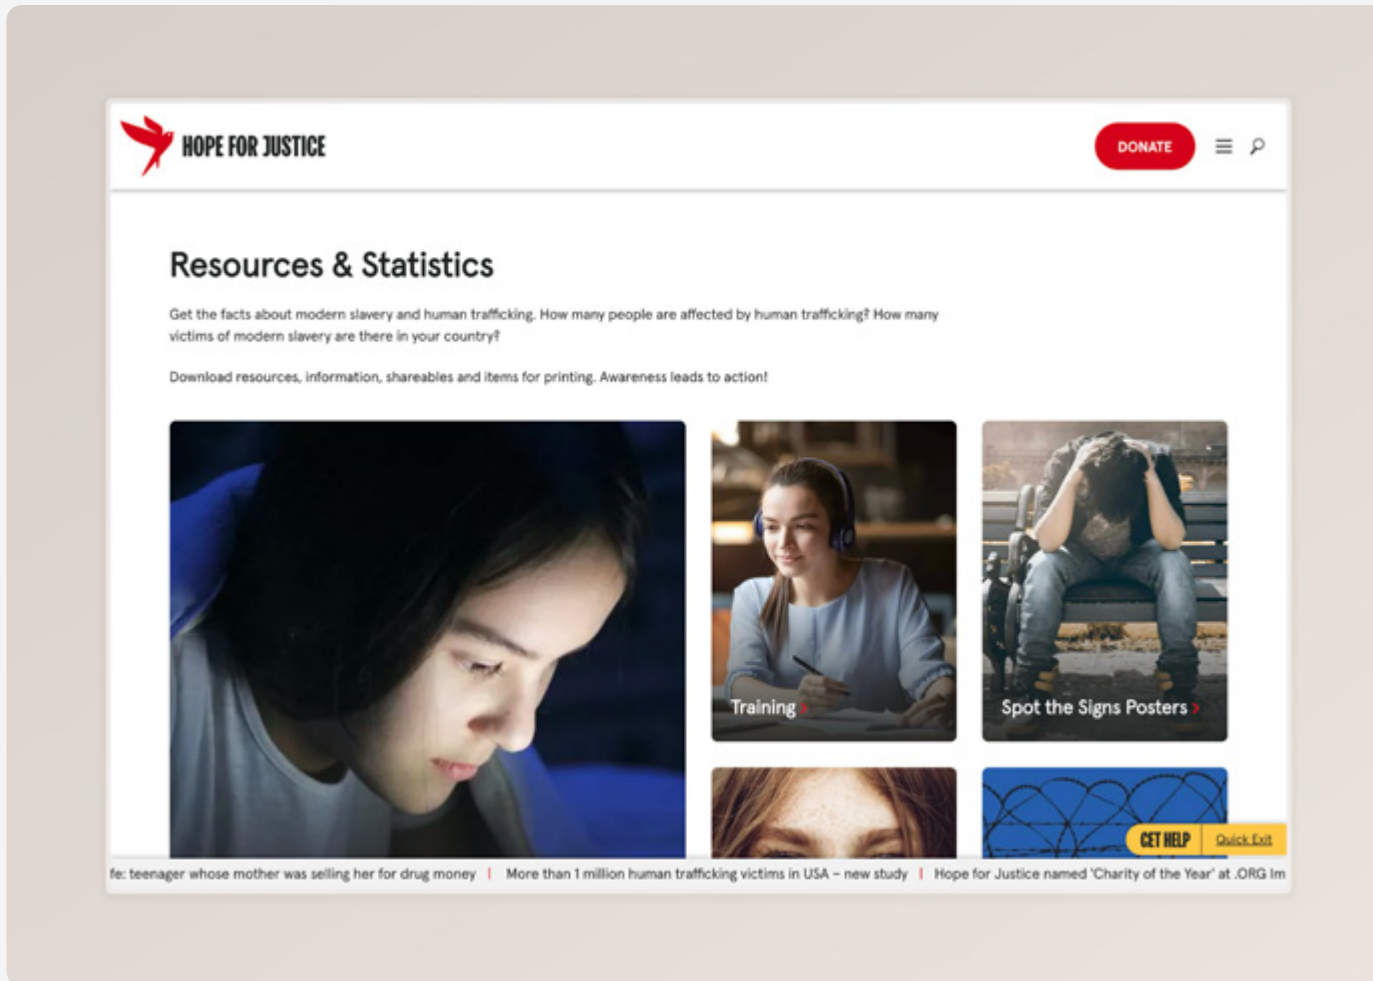 HOPE FOR JUSTICE
DONATE
Resources & Statistics
Get the facts about modern slavery and human trafficking. How many people are affected by human trafficking? How many
victims of modern slavery are there in your country?
Download resources, information, shareables and items for printing. Awareness leads to action!
Training >
Spot the Signs Posters >
GET HELP
Quick Exit
fe: teenager whose mother was selling her for drug money | More than 1 million human trafficking victims in USA – new study | Hope for Justice named 'Charity of the Year' at .ORG Im